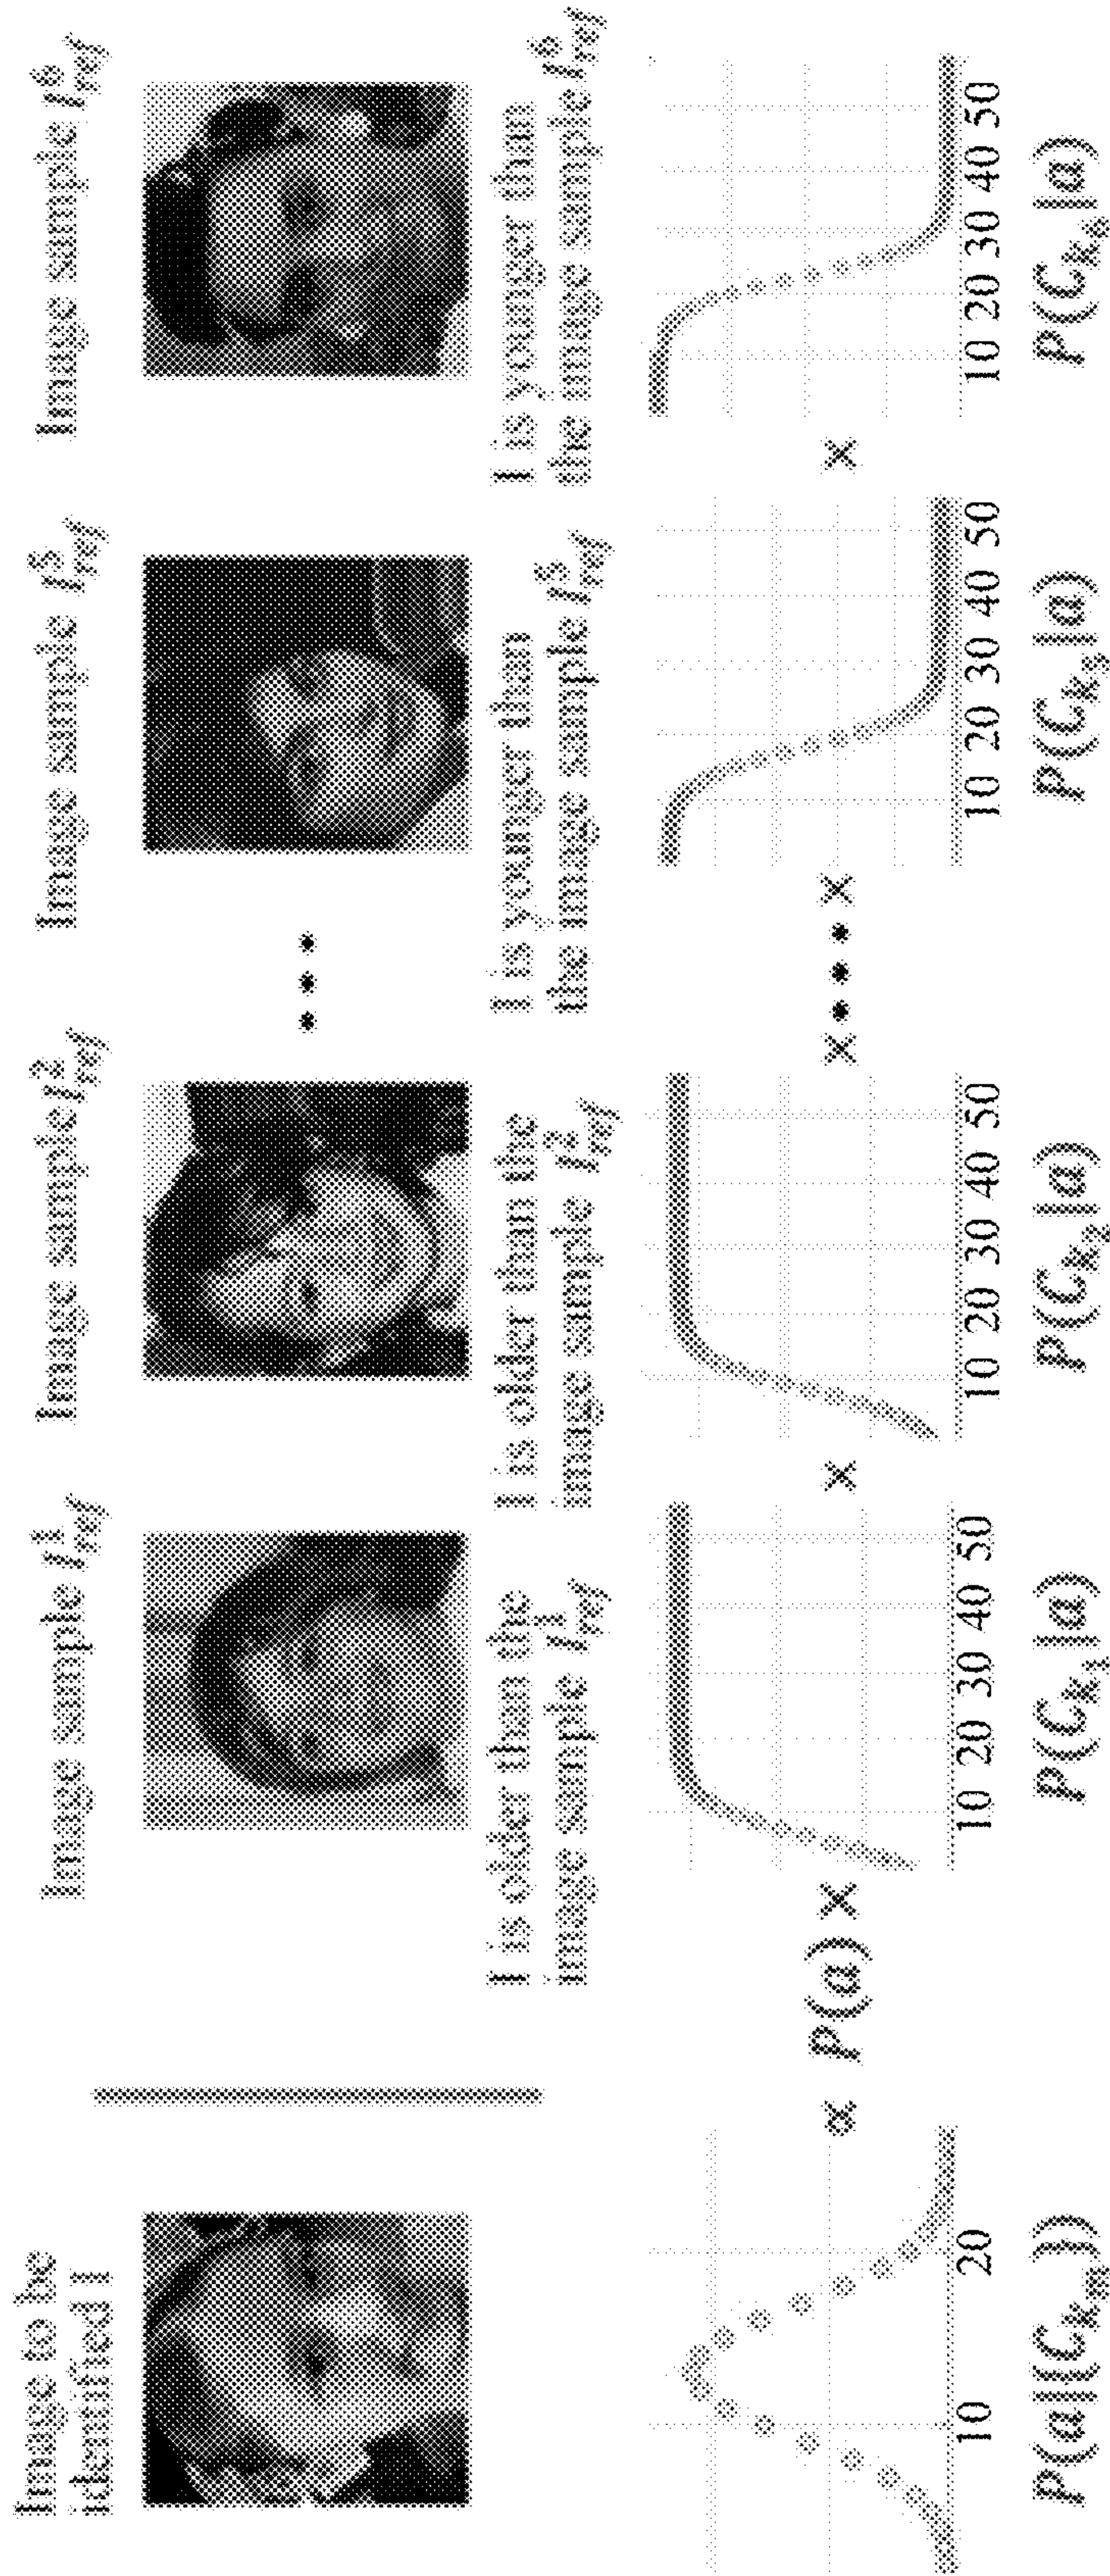 Image to be
identified I
Image sample I¹ref
Image sample I²ref
Image sample I⁵ref
Image sample I⁶ref
I is older than the
image sample I¹ref
I is older than the
image sample I²ref
I is younger than
the image sample I⁵ref
I is younger than
the image sample I⁶ref
∝ P(a) × × × ••• × ×
10 20
10 20 30 40 50
10 20 30 40 50
10 20 30 40 50
10 20 30 40 50
P(a|{Cₖₘ})
P(Cₖ₁|a)
P(Cₖ₂|a)
P(Cₖ₅|a)
P(Cₖ₆|a)